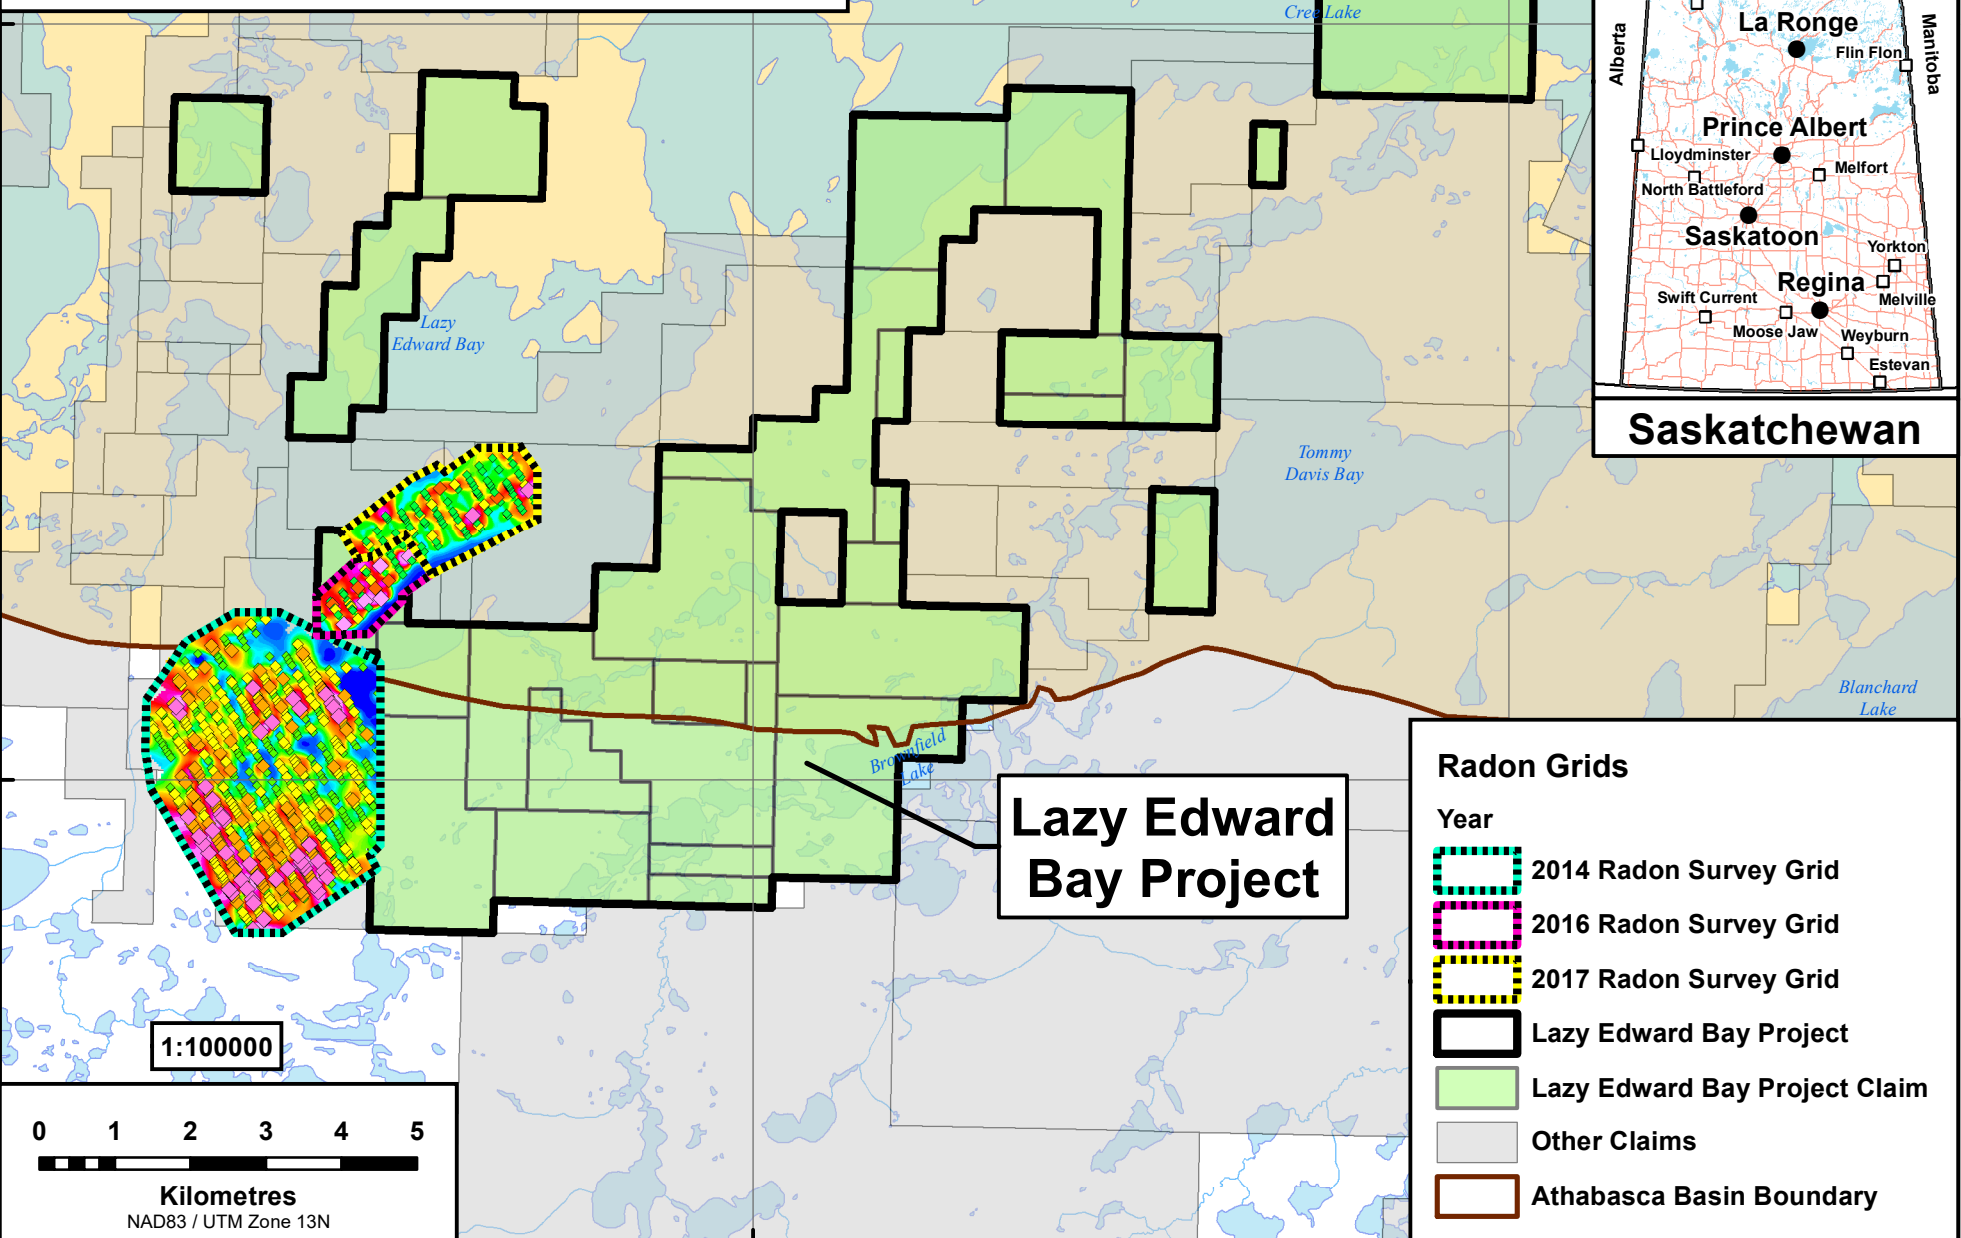 Cree Lake
Lazy
Edward Bay
Tommy
Davis Bay
Blanchard
Lake
Brownfield
Lake
Lazy Edward
Bay Project
Alberta
Manitoba
La Ronge
Flin Flon
Prince Albert
Lloydminster
Melfort
North Battleford
Saskatoon
Yorkton
Regina
Swift Current
Melville
Moose Jaw
Weyburn
Estevan
Saskatchewan
Radon Grids
Year
2014 Radon Survey Grid
2016 Radon Survey Grid
2017 Radon Survey Grid
Lazy Edward Bay Project
Lazy Edward Bay Project Claim
Other Claims
Athabasca Basin Boundary
1:100000
0 1 2 3 4 5
Kilometres
NAD83 / UTM Zone 13N